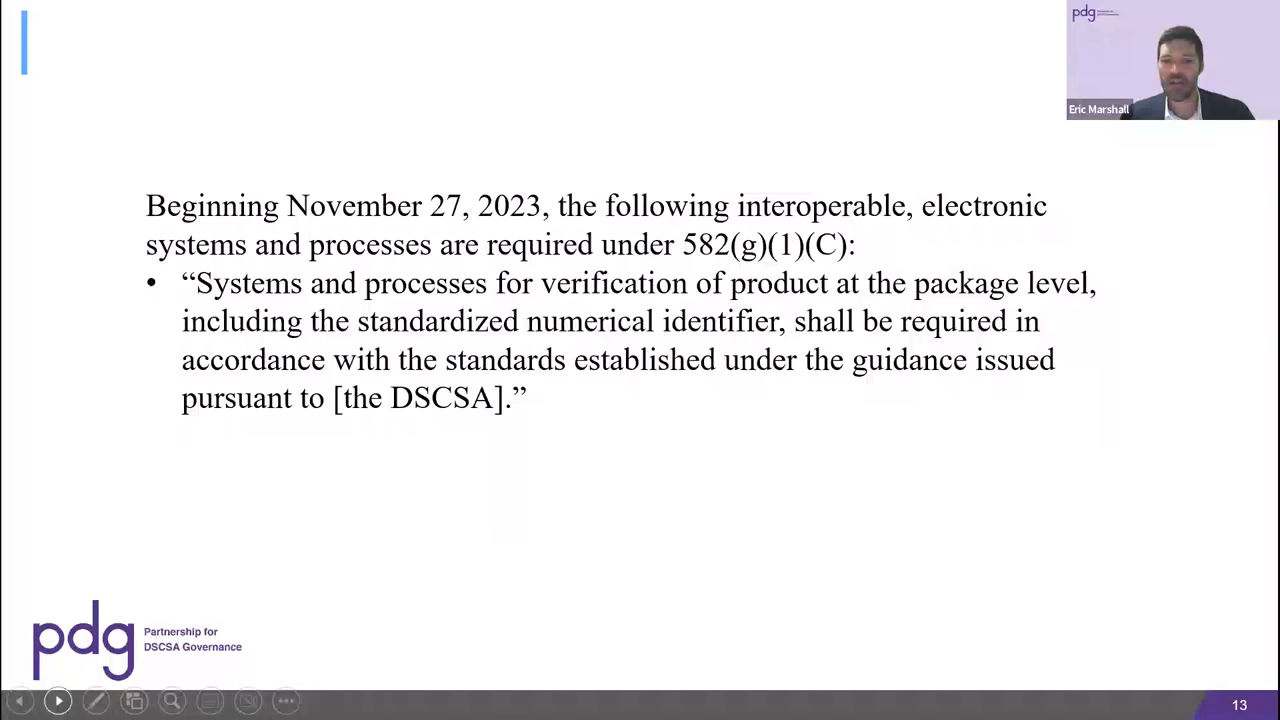 pdg
Eric Marshall
Beginning November 27, 2023, the following interoperable, electronic
systems and processes are required under 582(g)(1)(C):
• “Systems and processes for verification of product at the package level,
including the standardized numerical identifier, shall be required in
accordance with the standards established under the guidance issued
pursuant to [the DSCSA].”
pdg
Partnership for
DSCSA Governance
13